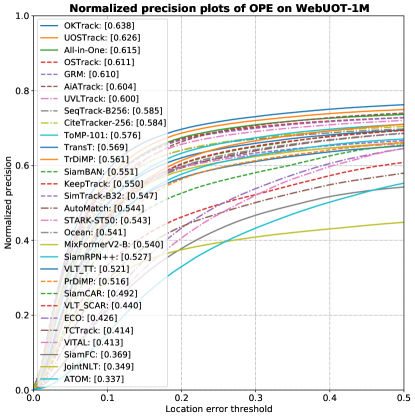 Normalized precision plots of OPE on WebUOT-1M
Normalized precision
1.0
0.8
0.6
0.4
0.2
0.0
OKTrack: [0.638]
UOSTrack: [0.626]
All-in-One: [0.615]
OSTrack: [0.611]
GRM: [0.610]
AiATrack: [0.604]
UVLTrack: [0.600]
SeqTrack-B256: [0.585]
CiteTracker-256: [0.584]
ToMP-101: [0.576]
TransT: [0.569]
TrDiMP: [0.561]
SiamBAN: [0.551]
KeepTrack: [0.550]
SimTrack-B32: [0.547]
AutoMatch: [0.544]
STARK-ST50: [0.543]
Ocean: [0.541]
MixFormerV2-B: [0.540]
SiamRPN++: [0.527]
VLT_TT: [0.521]
PrDiMP: [0.516]
SiamCAR: [0.492]
VLT_SCAR: [0.440]
ECO: [0.426]
TCTrack: [0.414]
VITAL: [0.413]
SiamFC: [0.369]
JointNLT: [0.349]
ATOM: [0.337]
0.0 0.1 0.2 0.3 0.4 0.5
Location error threshold